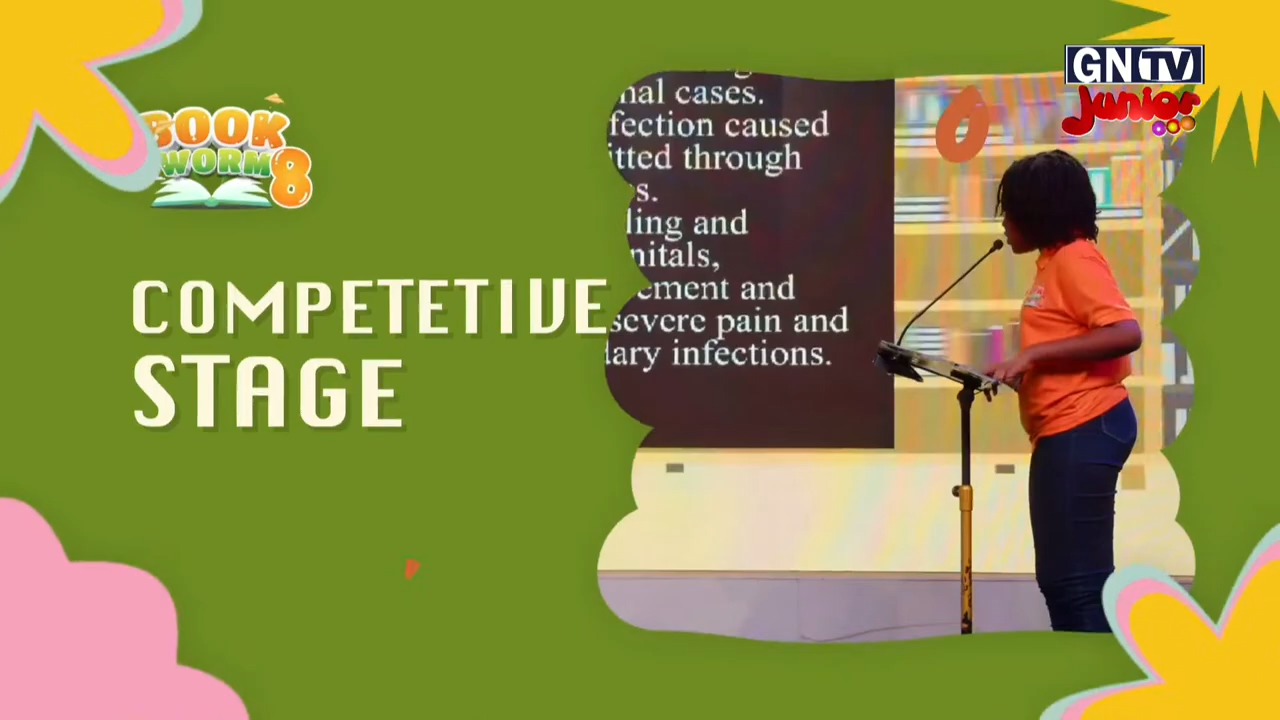 GNTV
Junior
BOOK
WORM 8
COMPETETIVE
STAGE
nal cases.
fection caused
itted through
s.
ling and
nitals,
ement and
severe pain and
lary infections.